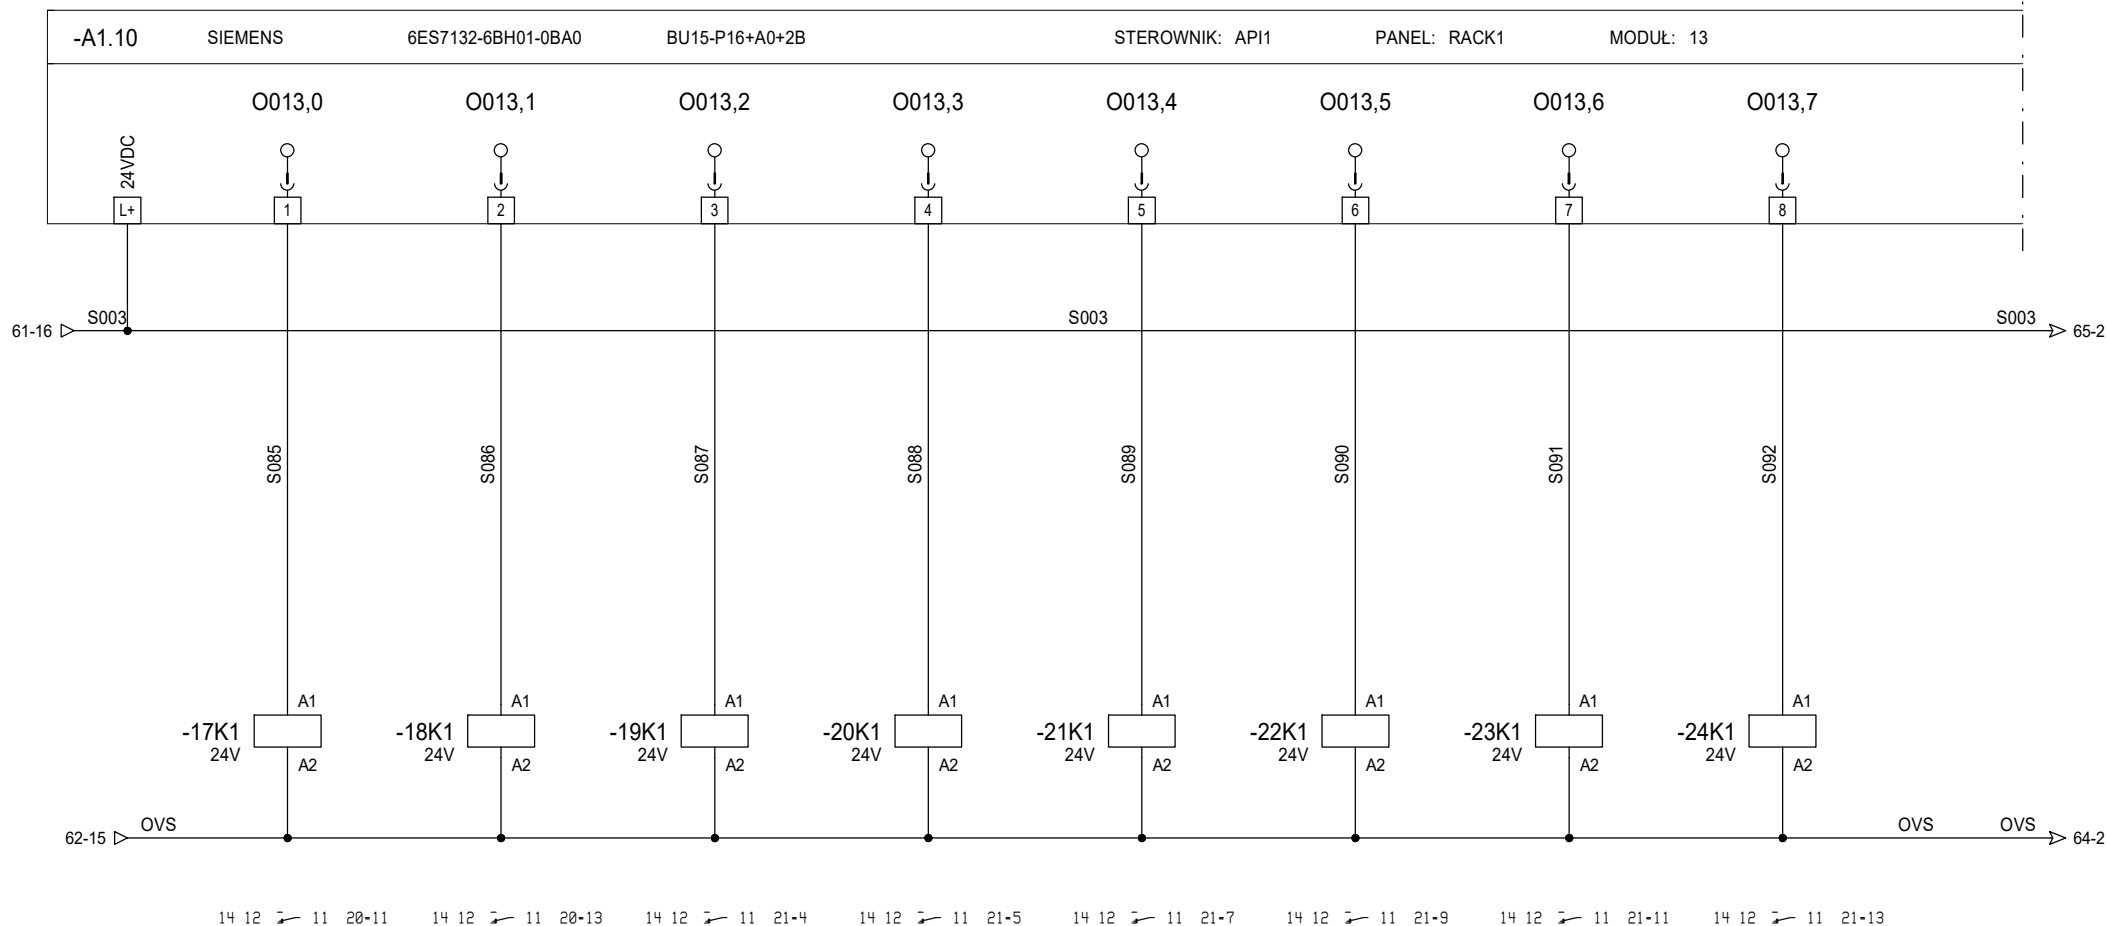 -A1.10 SIEMENS 6ES7132-6BH01-0BA0 BU15-P16+A0+2B STEROWNIK: API1 PANEL: RACK1 MODUŁ: 13
O013,0 O013,1 O013,2 O013,3 O013,4 O013,5 O013,6 O013,7
24VDC
L+ 1 2 3 4 5 6 7 8
S003 S003 S003
61-16 65-2
S085 S086 S087 S088 S089 S090 S091 S092
A1 A1 A1 A1 A1 A1 A1 A1
-17K1 -18K1 -19K1 -20K1 -21K1 -22K1 -23K1 -24K1
24V 24V 24V 24V 24V 24V 24V 24V
A2 A2 A2 A2 A2 A2 A2 A2
OVS OVS OVS
62-15 64-2
14 12 11 20-11 14 12 11 20-13 14 12 11 21-4 14 12 11 21-5 14 12 11 21-7 14 12 11 21-9 14 12 11 21-11 14 12 11 21-13